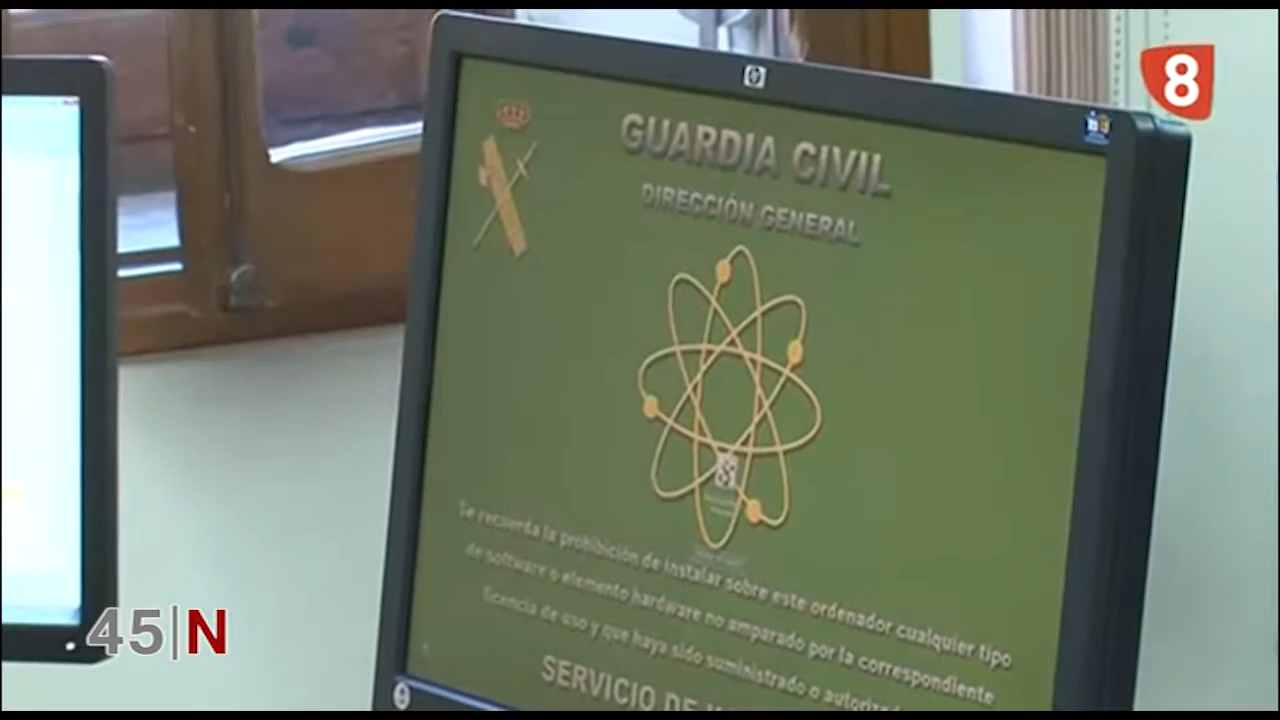 8
hp
GUARDIA CIVIL
DIRECCIÓN GENERAL
Se recuerda la prohibición de instalar sobre este ordenador cualquier tipo
de software o elemento hardware no amparado por la correspondiente
licencia de uso y que haya sido suministrado o
SERVICIO DE
45|N